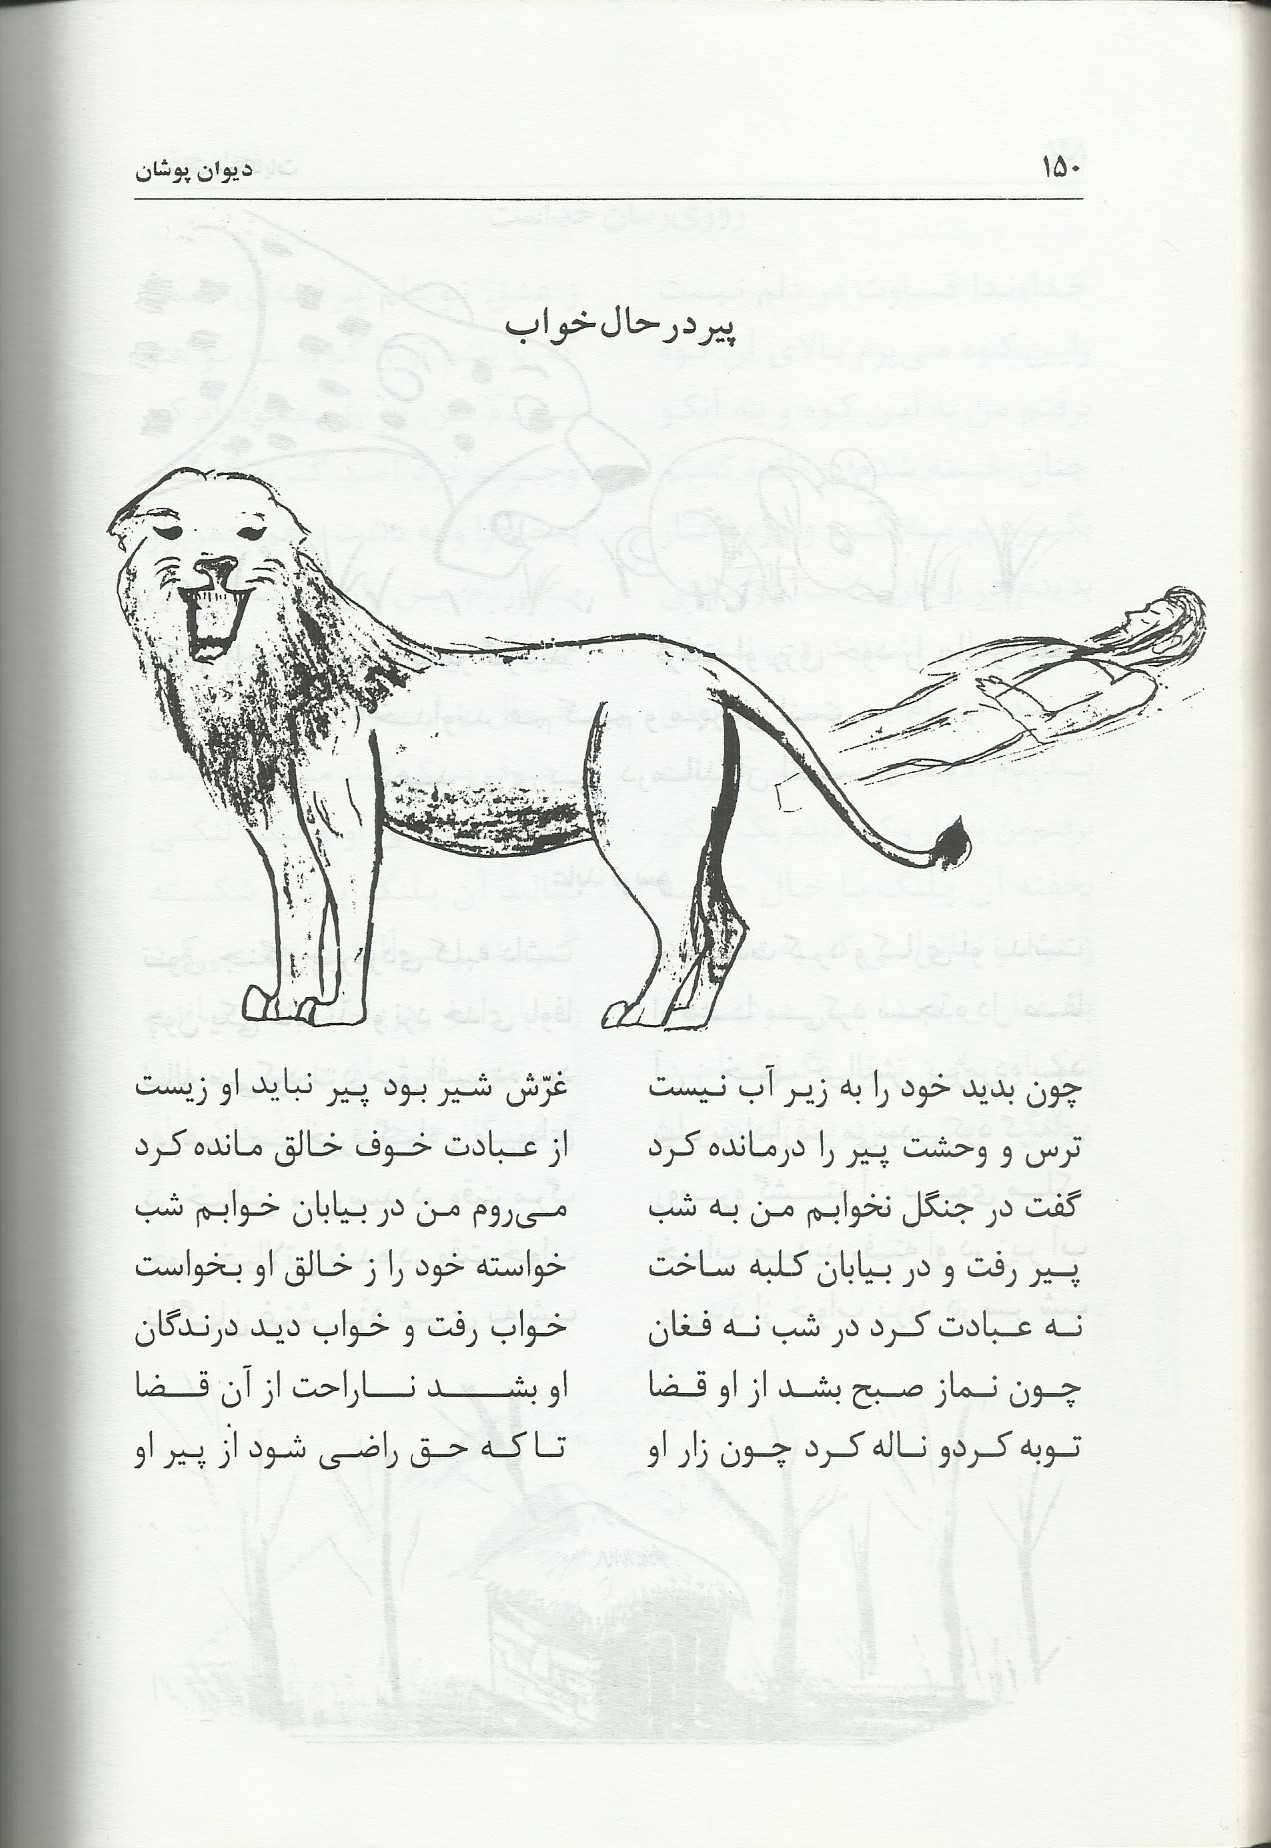 ۱۵۰ دیوان پوشان
پیر در حال خواب
چون بدید خود را به زیر آب نیست غرّش شیر بود پیر نباید او زیست
ترس و وحشت پیر را درمانده کرد از عبادت خوف خالق مانده کرد
گفت در جنگل نخوابم من به شب می‌روم من در بیابان خوابم شب
پیر رفت و در بیابان کلبه ساخت خواسته خود را ز خالق او بخواست
نه عبادت کرد در شب نه فغان خواب رفت و خواب دید درندگان
چون نماز صبح بشد از او قضا او بشد ناراحت از آن قضا
توبه کردو ناله کرد چون زار او تا که حق راضی شود از پیر او